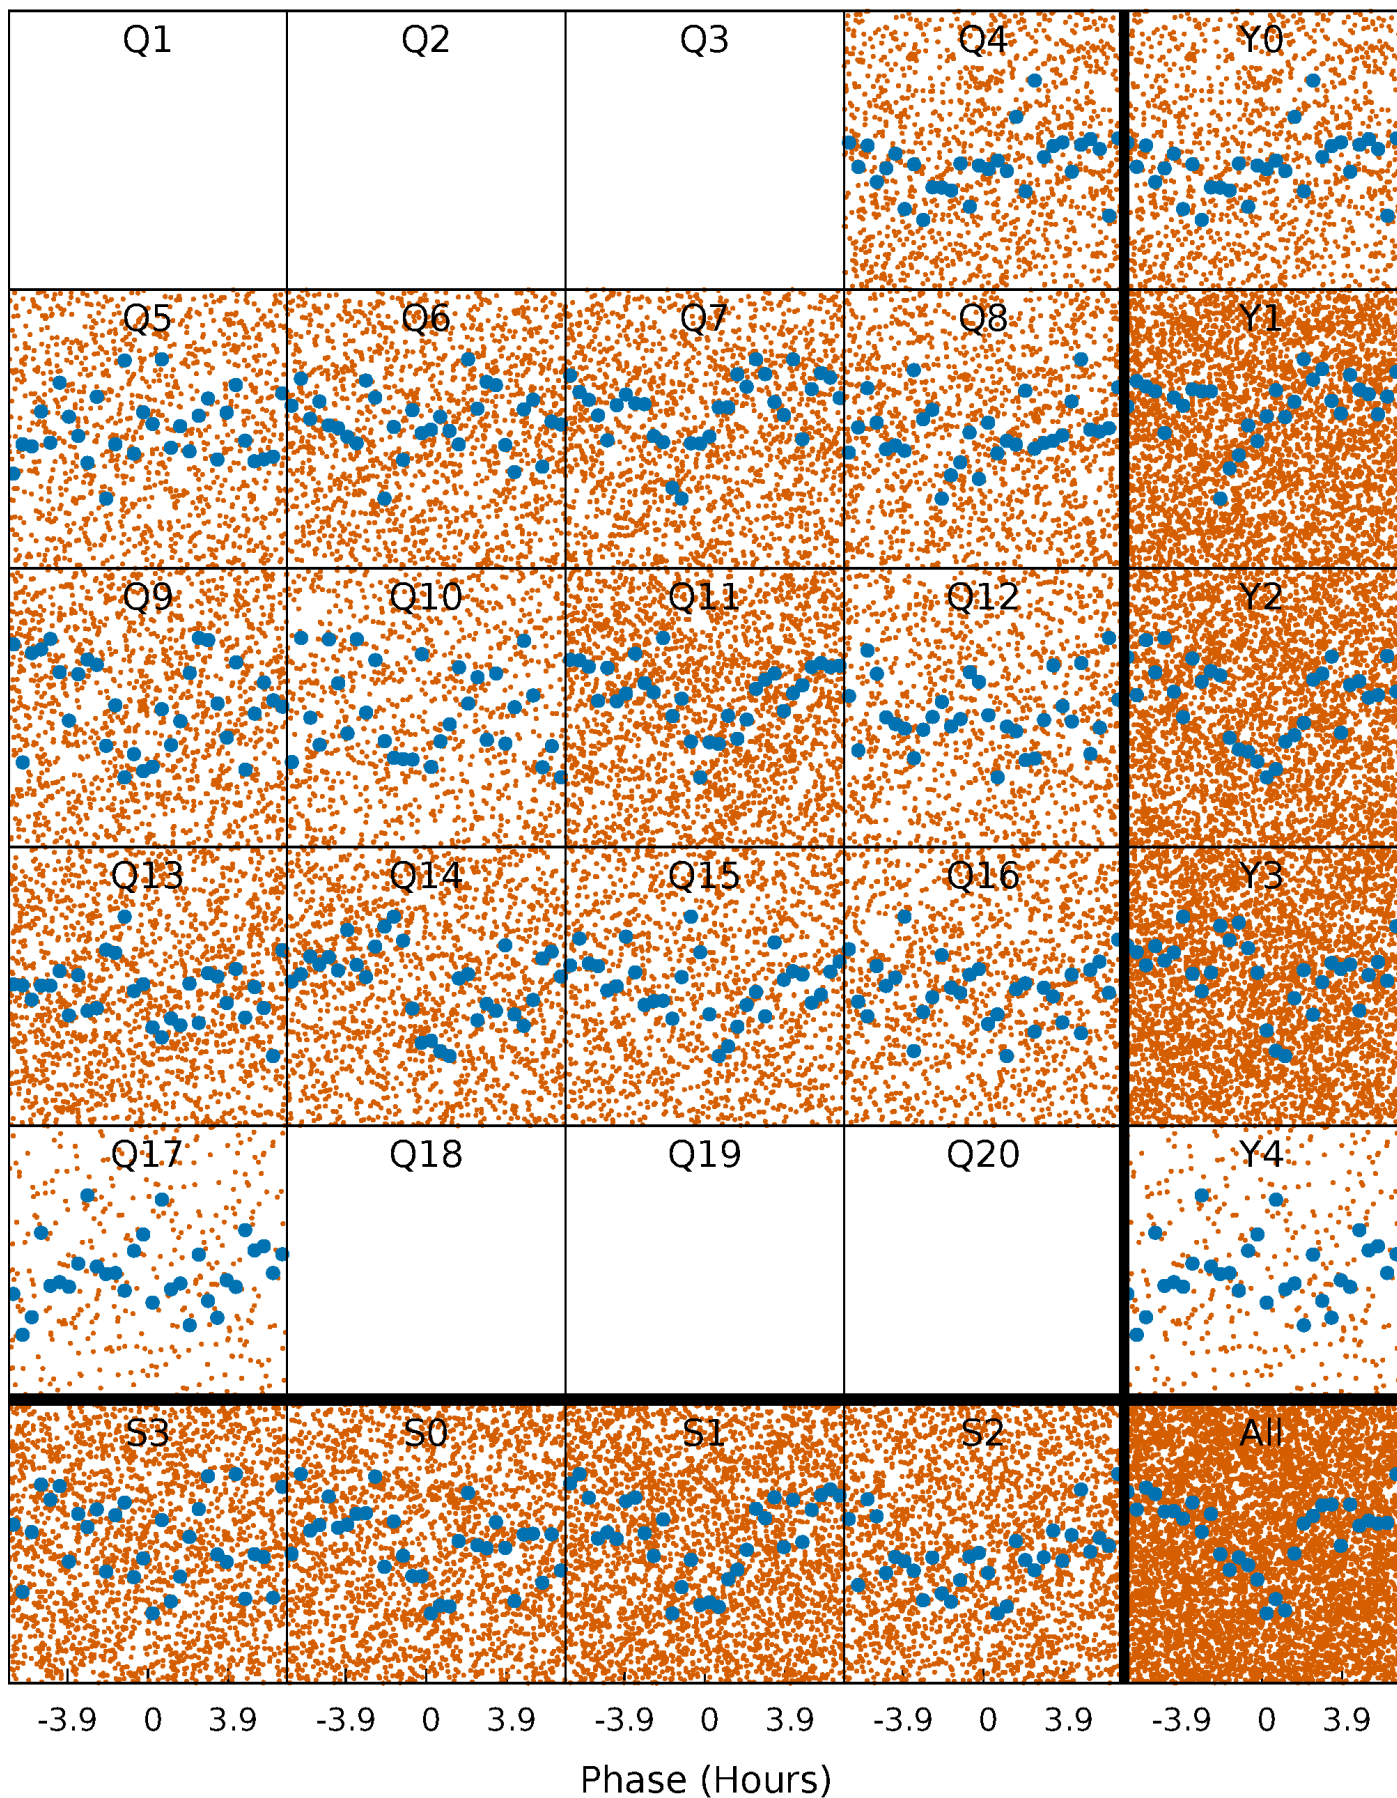 Q1 Q2 Q3 Q4 Y0
Q5 Q6 Q7 Q8 Y1
Q9 Q10 Q11 Q12 Y2
Q13 Q14 Q15 Q16 Y3
Q17 Q18 Q19 Q20 Y4
S3 S0 S1 S2 All
-3.9 0 3.9 -3.9 0 3.9 -3.9 0 3.9 -3.9 0 3.9 -3.9 0 3.9
Phase (Hours)